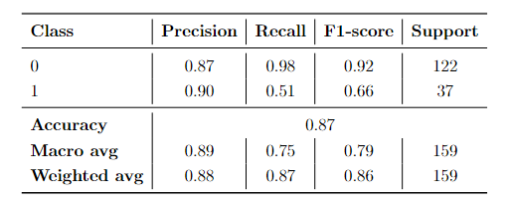 Class Precision Recall F1-score Support
0 0.87 0.98 0.92 122
1 0.90 0.51 0.66 37
Accuracy 0.87
Macro avg 0.89 0.75 0.79 159
Weighted avg 0.88 0.87 0.86 159